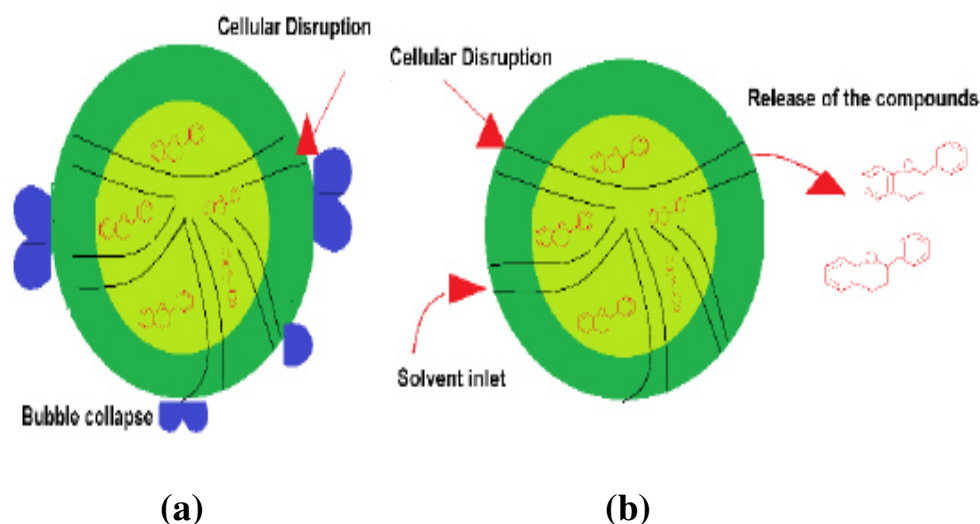 Cellular Disruption
Cellular Disruption
Release of the compounds
Solvent inlet
Bubble collapse
(a)
(b)